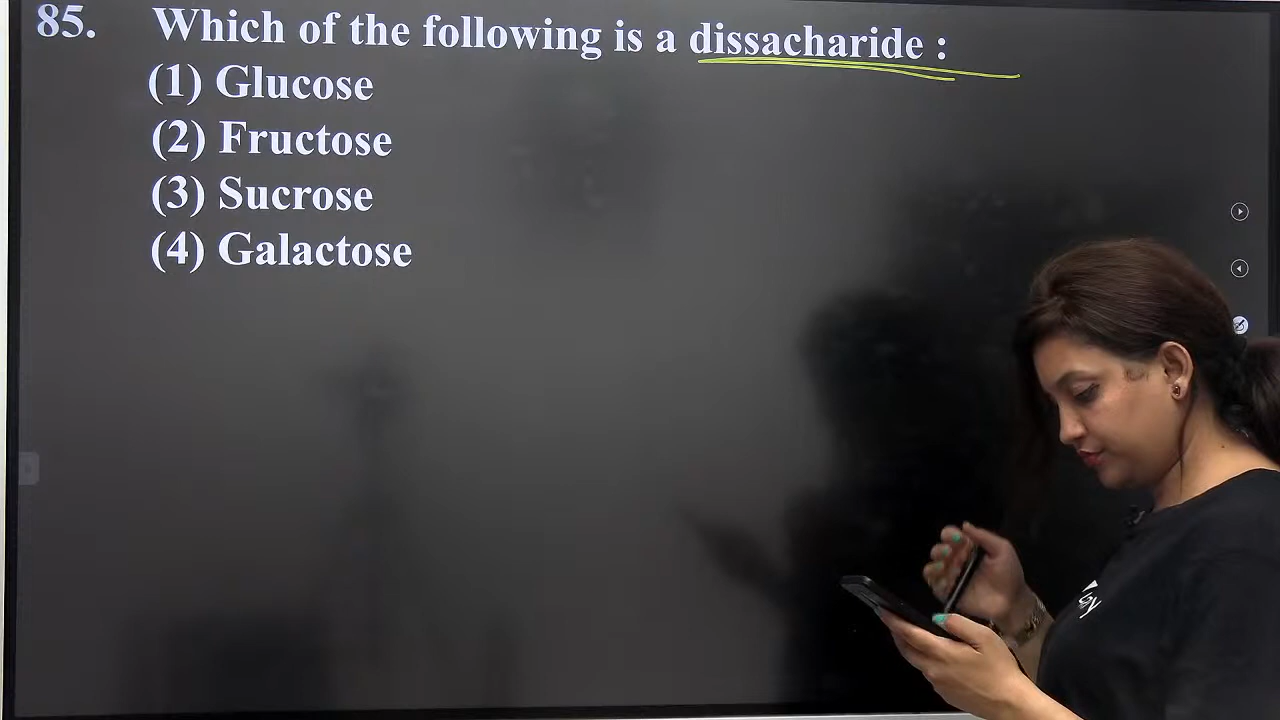 85. Which of the following is a dissacharide :
(1) Glucose
(2) Fructose
(3) Sucrose
(4) Galactose